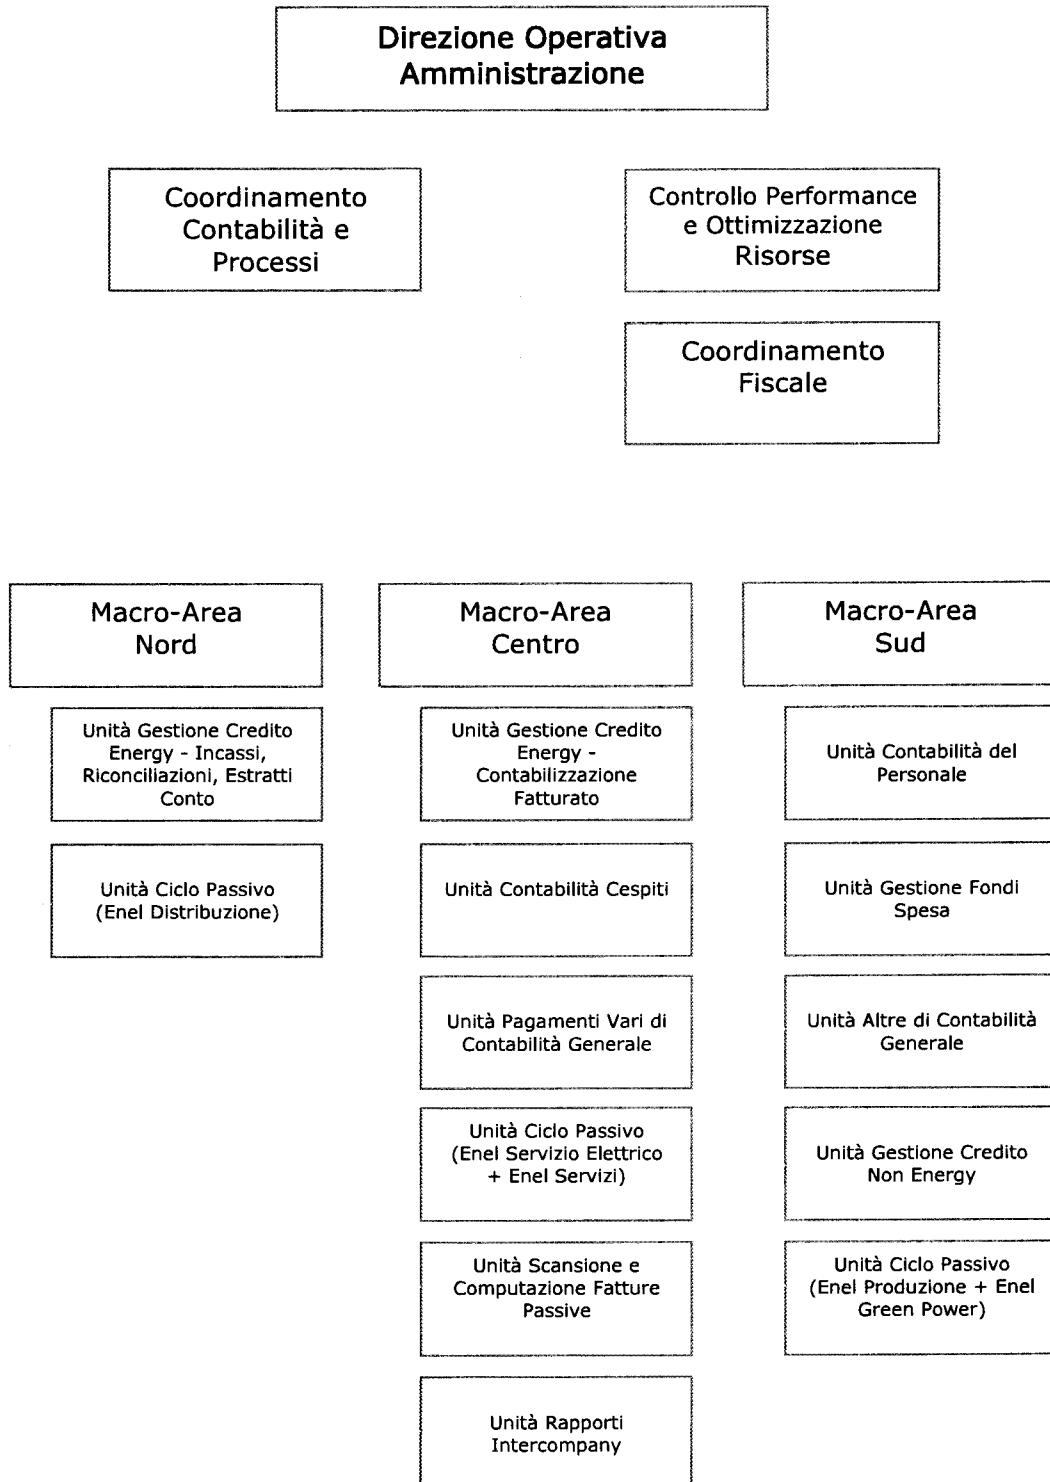 Direzione Operativa
Amministrazione
Coordinamento
Contabilità e
Processi
Controllo Performance
e Ottimizzazione
Risorse
Coordinamento
Fiscale
Macro-Area
Nord
Unità Gestione Credito
Energy - Incassi,
Riconciliazioni, Estratti
Conto
Unità Ciclo Passivo
(Enel Distribuzione)
Macro-Area
Centro
Unità Gestione Credito
Energy -
Contabilizzazione
Fatturato
Unità Contabilità Cespiti
Unità Pagamenti Vari di
Contabilità Generale
Unità Ciclo Passivo
(Enel Servizio Elettrico
+ Enel Servizi)
Unità Scansione e
Computazione Fatture
Passive
Unità Rapporti
Intercompany
Macro-Area
Sud
Unità Contabilità del
Personale
Unità Gestione Fondi
Spesa
Unità Altre di Contabilità
Generale
Unità Gestione Credito
Non Energy
Unità Ciclo Passivo
(Enel Produzione + Enel
Green Power)